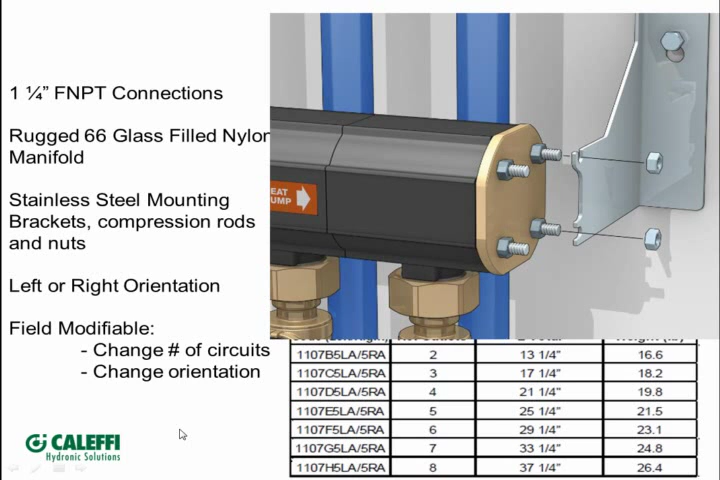 1 ¼” FNPT Connections
Rugged 66 Glass Filled Nylon
Manifold
Stainless Steel Mounting
Brackets, compression rods
and nuts
Left or Right Orientation
Field Modifiable:
- Change # of circuits
- Change orientation
CALEFFI
Hydronic Solutions
EAT
UMP
1107B5LA/5RA 2 13 1/4” 16.6
1107C5LA/5RA 3 17 1/4” 18.2
1107D5LA/5RA 4 21 1/4” 19.8
1107E5LA/5RA 5 25 1/4” 21.5
1107F5LA/5RA 6 29 1/4” 23.1
1107G5LA/5RA 7 33 1/4” 24.8
1107H5LA/5RA 8 37 1/4” 26.4